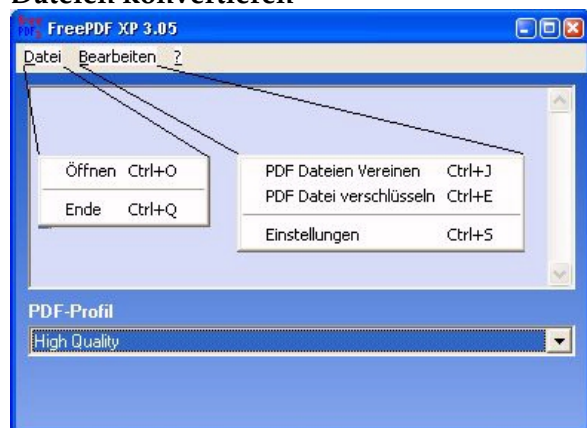 Dateien konvertieren
FreePDF XP 3.05
Datei Bearbeiten ?
Öffnen Ctrl+O
Ende Ctrl+Q
PDF Dateien Vereinen Ctrl+J
PDF Datei verschlüsseln Ctrl+E
Einstellungen Ctrl+S
PDF-Profil
High Quality